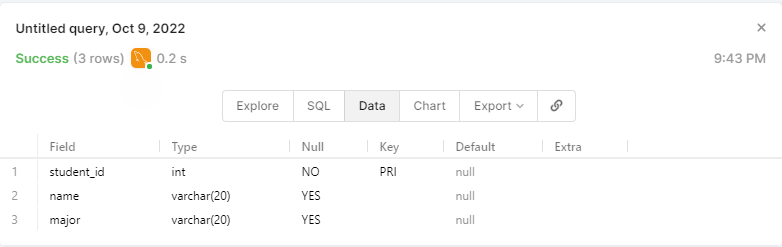 Untitled query, Oct 9, 2022 ×
Success (3 rows) 0.2 s 9:43 PM
Explore SQL Data Chart Export
Field Type Null Key Default Extra
1 student_id int NO PRI null
2 name varchar(20) YES null
3 major varchar(20) YES null